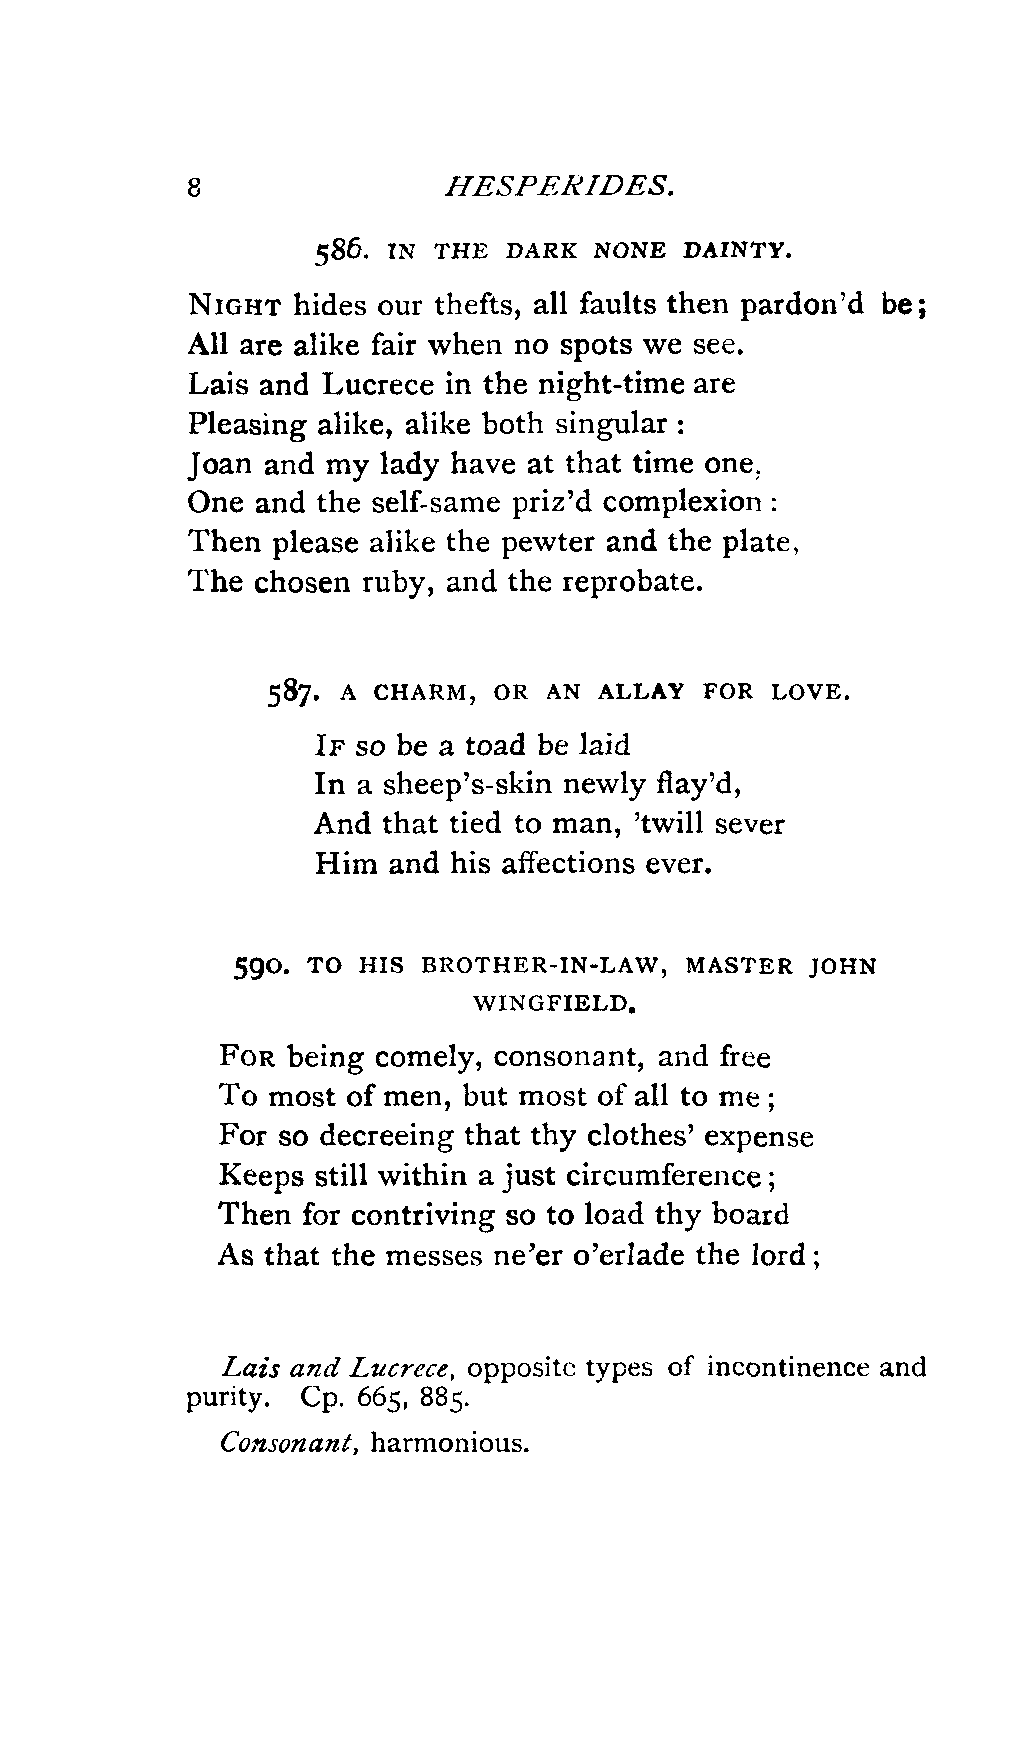 8 HESPERIDES.
586. IN THE DARK NONE DAINTY.
NIGHT hides our thefts, all faults then pardon'd be;
All are alike fair when no spots we see.
Lais and Lucrece in the night-time are
Pleasing alike, alike both singular :
Joan and my lady have at that time one,
One and the self-same priz'd complexion :
Then please alike the pewter and the plate,
The chosen ruby, and the reprobate.
587. A CHARM, OR AN ALLAY FOR LOVE.
IF so be a toad be laid
In a sheep's-skin newly flay'd,
And that tied to man, 'twill sever
Him and his affections ever.
590. TO HIS BROTHER-IN-LAW, MASTER JOHN
WINGFIELD.
FOR being comely, consonant, and free
To most of men, but most of all to me ;
For so decreeing that thy clothes' expense
Keeps still within a just circumference ;
Then for contriving so to load thy board
As that the messes ne'er o'erlade the lord ;
Lais and Lucrece, opposite types of incontinence and
purity. Cp. 665, 885.
Consonant, harmonious.